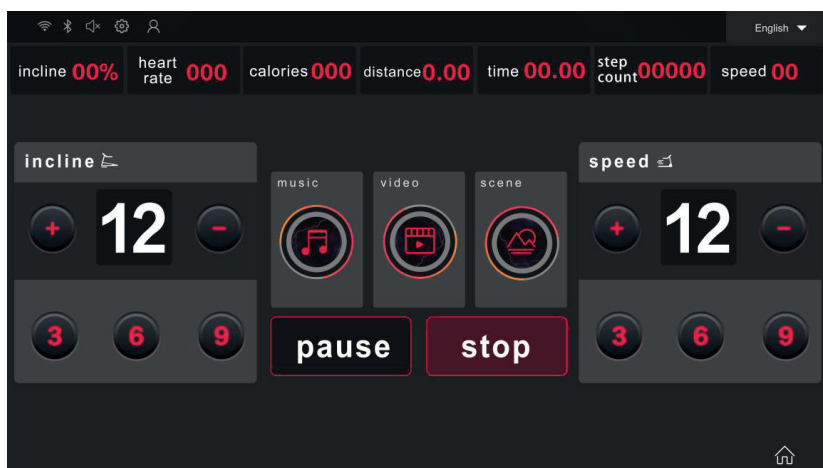 English
incline 00%
heart rate 000
calories 000
distance 0.00
time 00.00
step count 00000
speed 00
incline
+ 12 -
3 6 9
music
video
scene
pause
stop
speed
+ 12 -
3 6 9